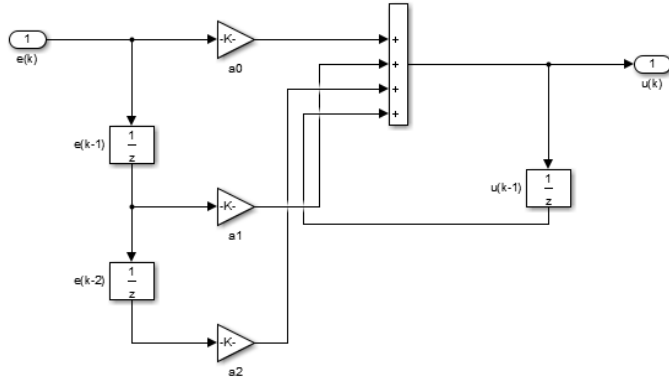 1
e(k)
-K-
a0
+
+
+
+
1
u(k)
e(k-1)
1
z
-K-
a1
u(k-1)
1
z
e(k-2)
1
z
-K-
a2